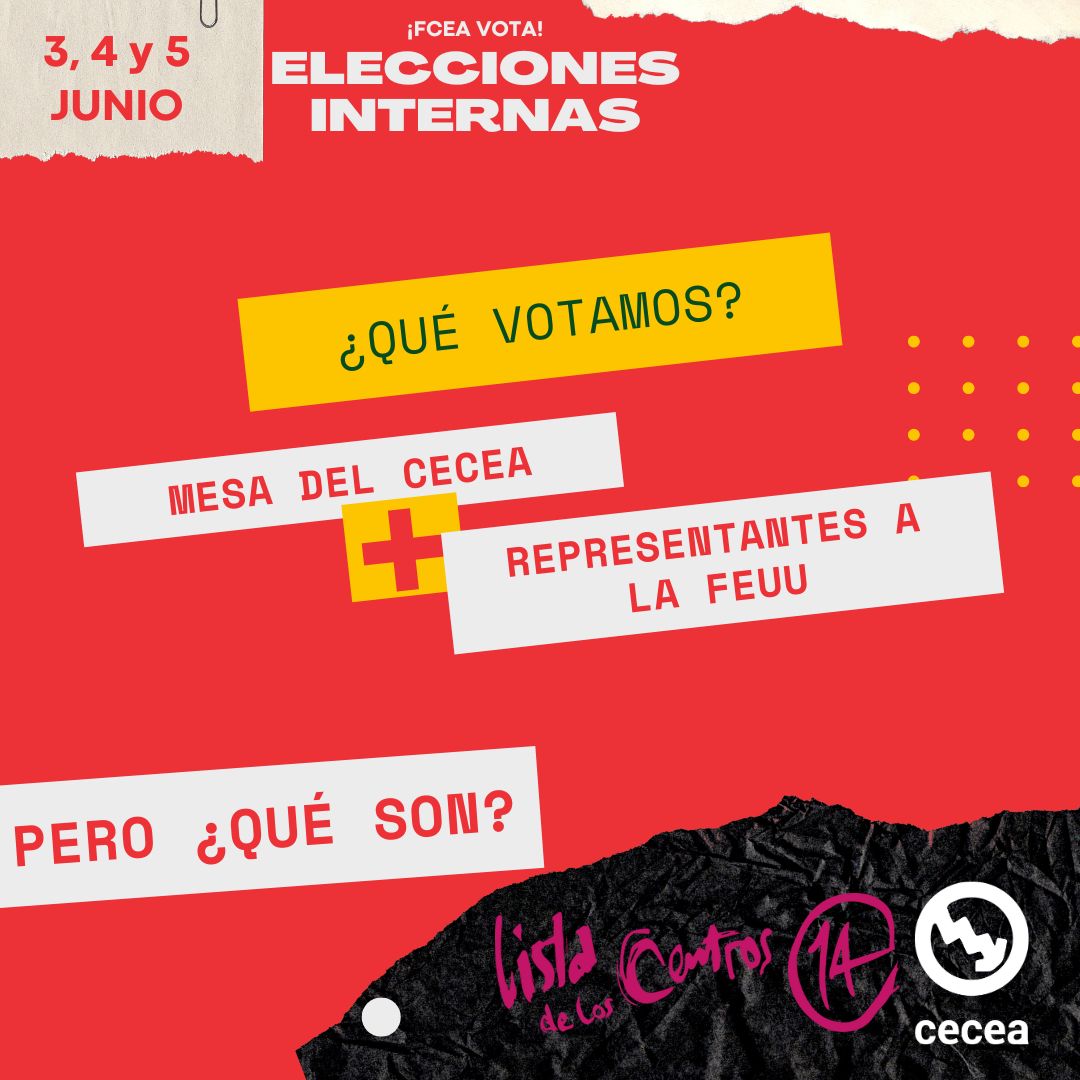 3, 4 y 5
JUNIO
¡FCEA VOTA!
ELECCIONES
INTERNAS
¿QUÉ VOTAMOS?
MESA DEL CECEA
+
REPRESENTANTES A
LA FEUU
PERO ¿QUÉ SON?
Lista
de los Centros
14
cecea